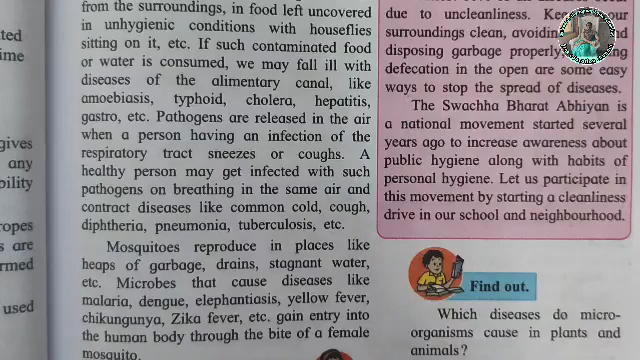 ated
ime
gives
any
bility
ropes
s are
rmed
used
from the surroundings, in food left uncovered
in unhygienic conditions with houseflies
sitting on it, etc. If such contaminated food
or water is consumed, we may fall ill with
diseases of the alimentary canal, like
amoebiasis, typhoid, cholera, hepatitis,
gastro, etc. Pathogens are released in the air
when a person having an infection of the
respiratory tract sneezes or coughs. A
healthy person may get infected with such
pathogens on breathing in the same air and
contract diseases like common cold, cough,
diphtheria, pneumonia, tuberculosis, etc.
Mosquitoes reproduce in places like
heaps of garbage, drains, stagnant water,
etc. Microbes that cause diseases like
malaria, dengue, elephantiasis, yellow fever,
chikungunya, Zika fever, etc. gain entry into
the human body through the bite of a female
mosquito.
due to uncleanliness.
surroundings clean,
disposing garbage properly,
defecation in the open are some easy
ways to stop the spread of diseases.
The Swachha Bharat Abhiyan is
a national movement started several
years ago to increase awareness about
public hygiene along with habits of
personal hygiene. Let us participate in
this movement by starting a cleanliness
drive in our school and neighbourhood.
Find out.
Which diseases do micro-
organisms cause in plants and
animals?